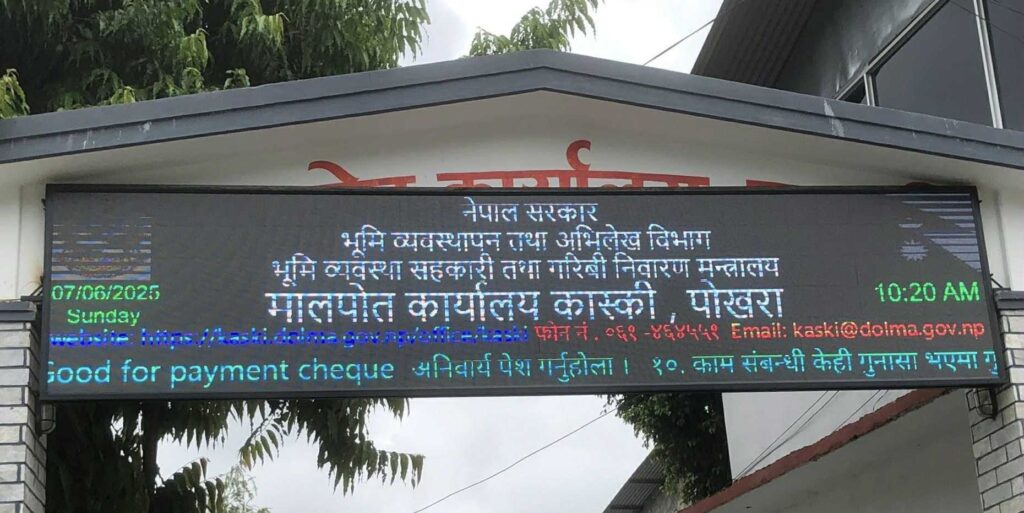 कार्यालय
नेपाल सरकार
भूमि व्यवस्थापन तथा अभिलेख विभाग
भूमि व्यवस्था सहकारी तथा गरिबी निवारण मन्त्रालय
07/06/2025
Sunday
मालपोत कार्यालय कास्की , पोखरा
10:20 AM
website: https://kaski.dolma.gov.np/office/kaski फोन नं . ०६१ -४६४५५१ Email: kaski@dolma.gov.np
Good for payment cheque अनिवार्य पेश गर्नुहोला । १०. काम संबन्धी केही गुनासा भएमा गु